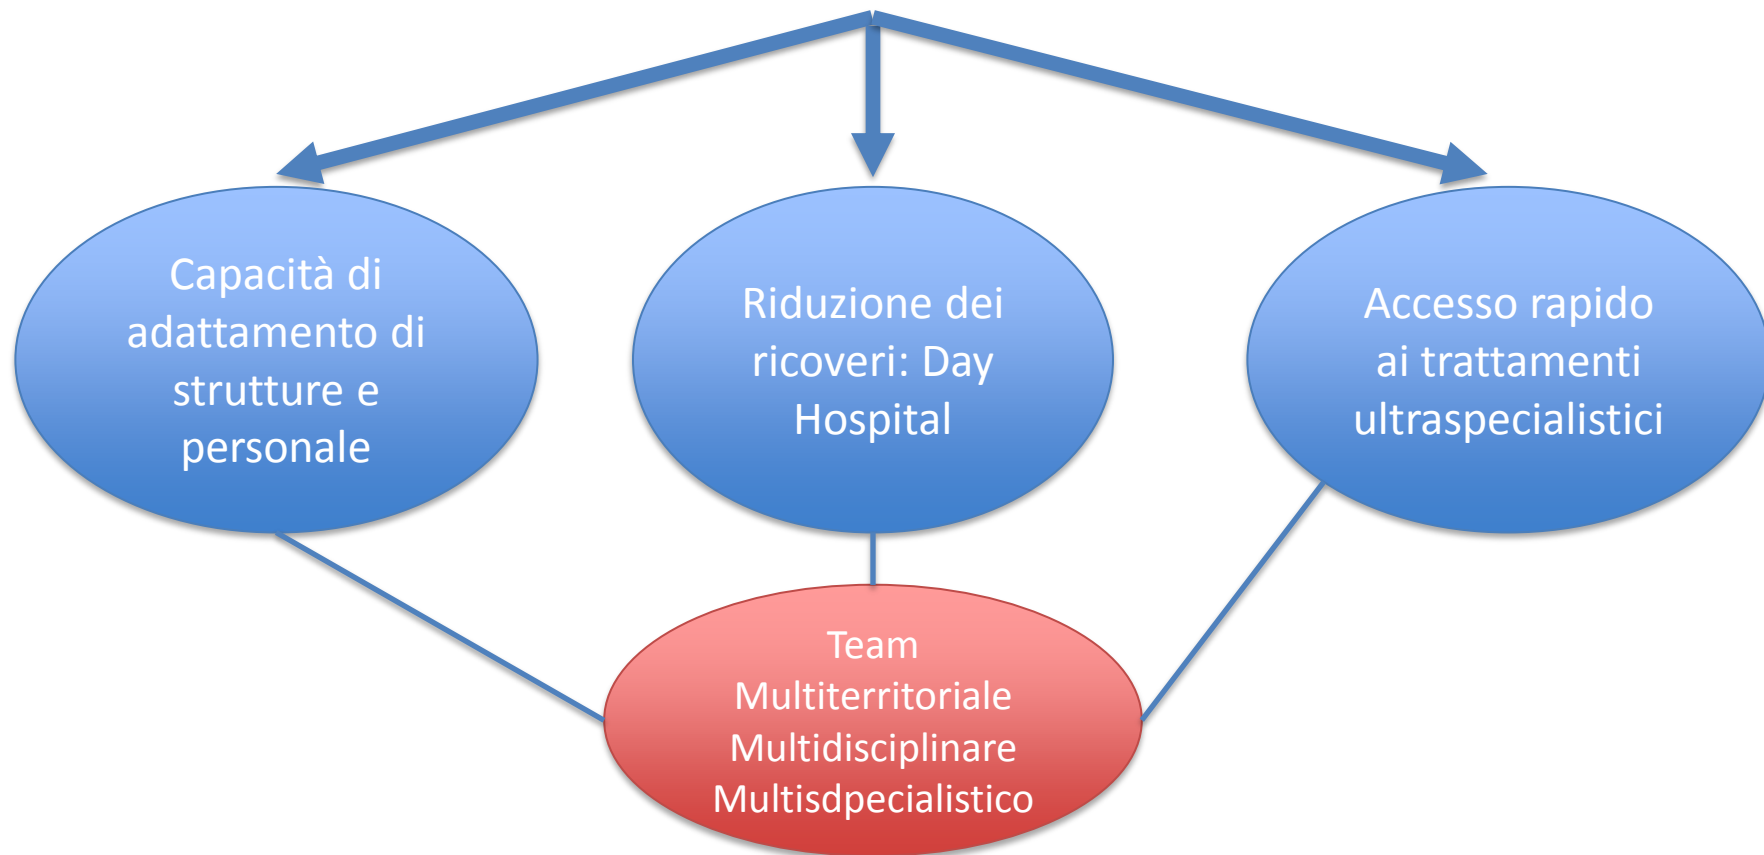 Capacità di
adattamento di
strutture e
personale
Riduzione dei
ricoveri: Day
Hospital
Accesso rapido
ai trattamenti
ultraspecialistici
Team
Multiterritoriale
Multidisciplinare
Multisdpecialistico